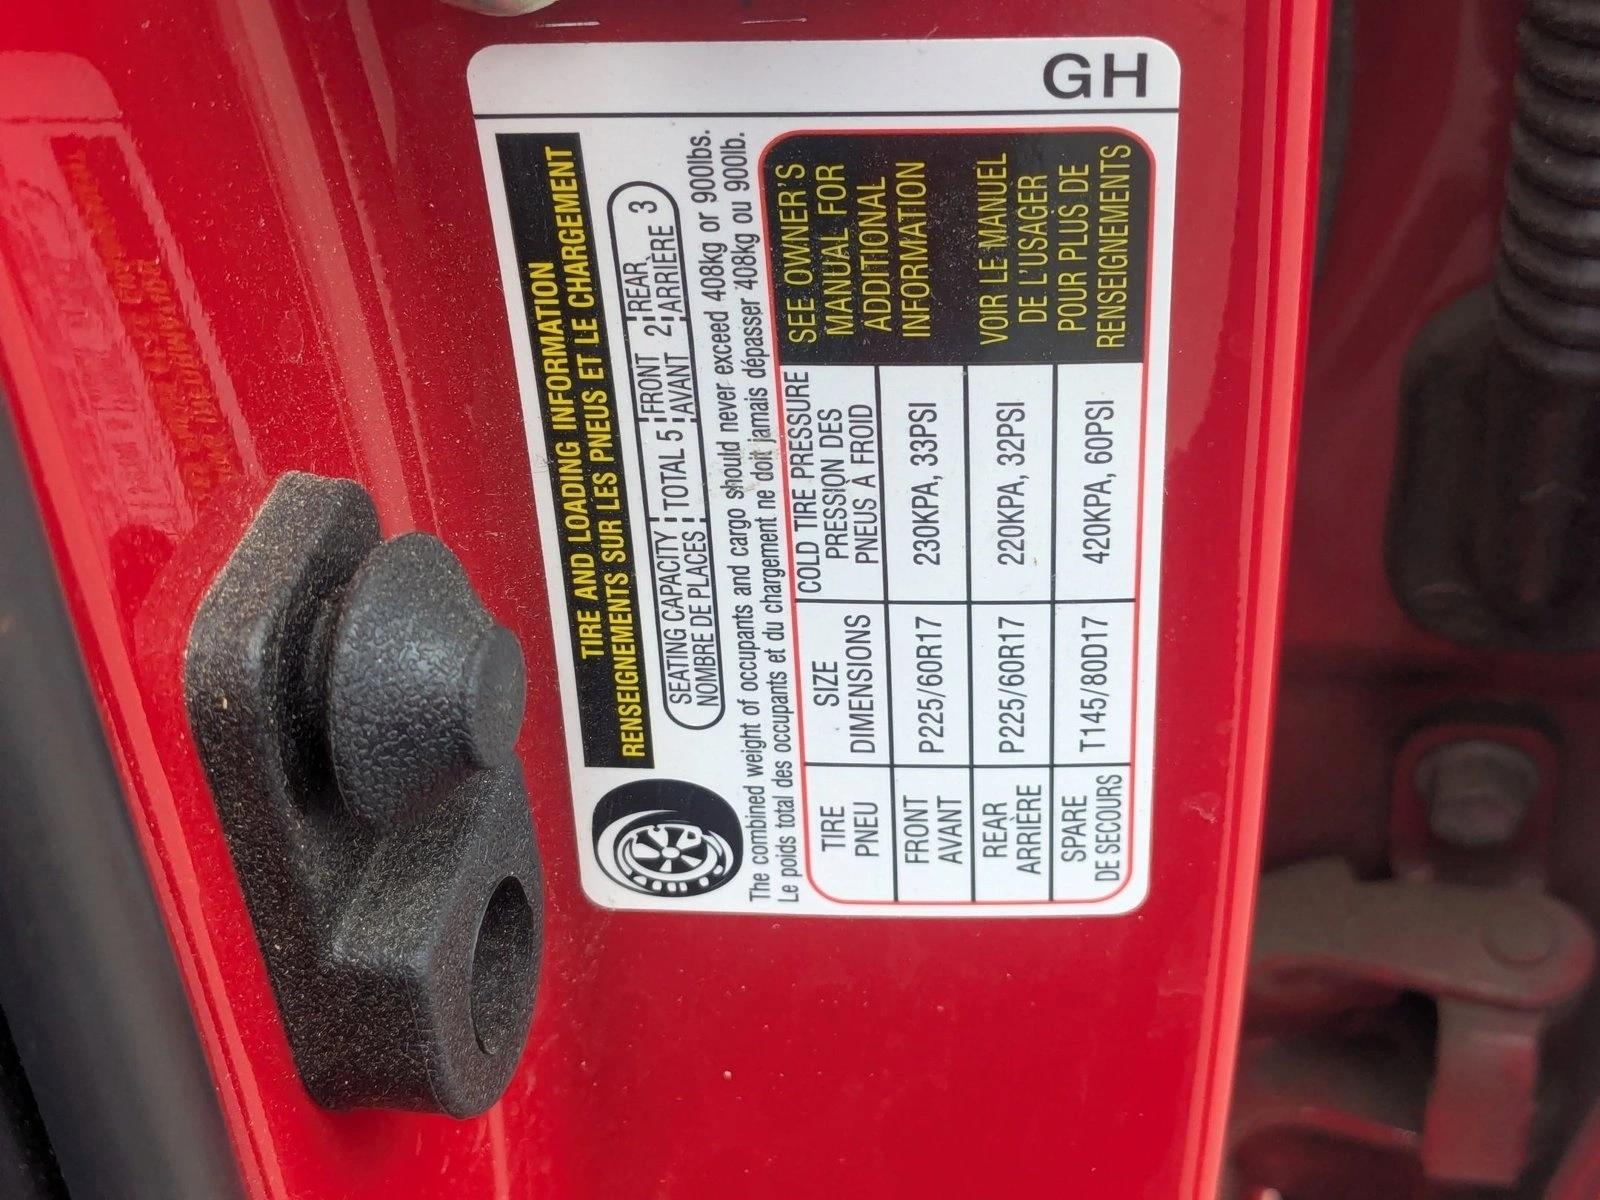 GH
TIRE AND LOADING INFORMATION
RENSEIGNEMENTS SUR LES PNEUS ET LE CHARGEMENT
SEATING CAPACITY TOTAL 5 FRONT 2 REAR 3
NOMBRE DE PLACES AVANT ARRIÈRE
The combined weight of occupants and cargo should never exceed 408kg or 900lbs.
Le poids total des occupants et du chargement ne doit jamais dépasser 408kg ou 900lb.
TIRE SIZE COLD TIRE PRESSURE
PNEU DIMENSIONS PRESSION DES
PNEUS À FROID
FRONT P225/60R17 230KPA, 33PSI
AVANT
REAR P225/60R17 220KPA, 32PSI
ARRIÈRE
SPARE T145/80D17 420KPA, 60PSI
DE SECOURS
SEE OWNER'S
MANUAL FOR
ADDITIONAL
INFORMATION
VOIR LE MANUEL
DE L'USAGER
POUR PLUS DE
RENSEIGNEMENTS